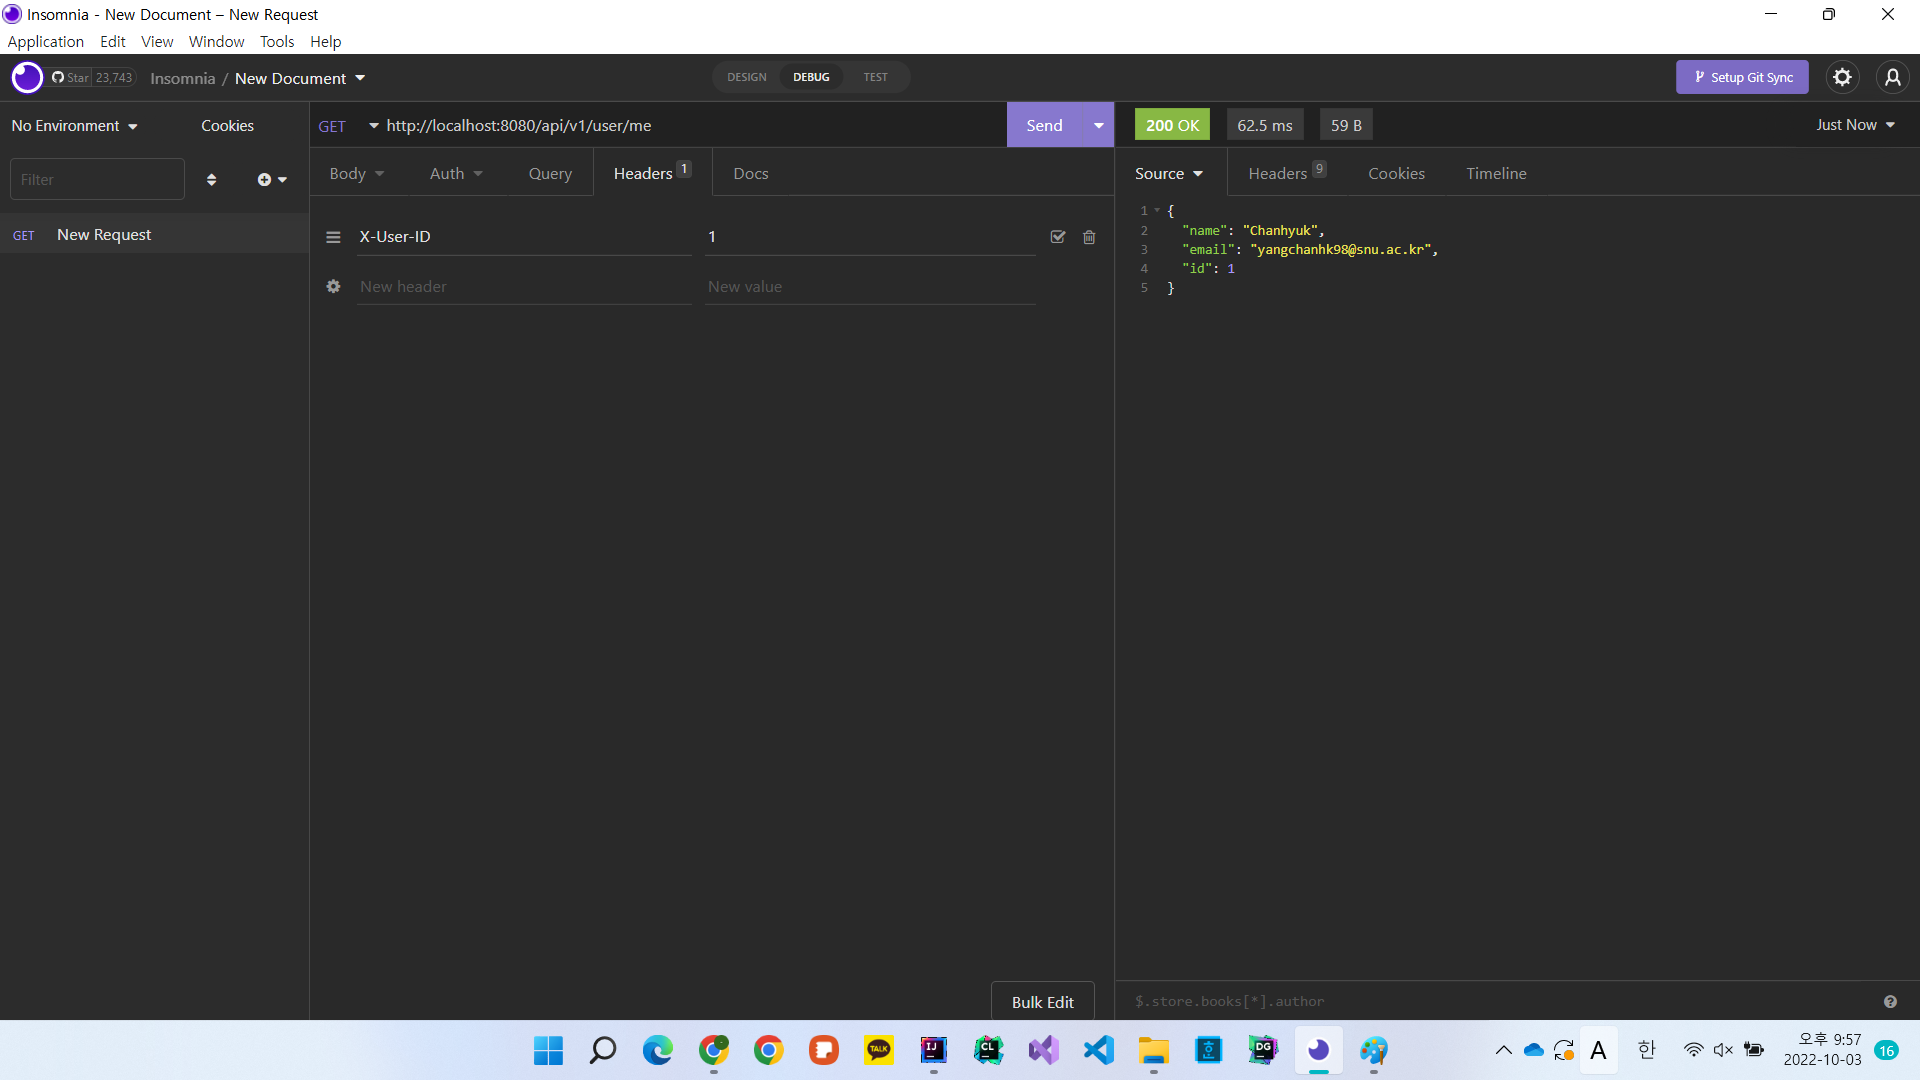 Insomnia - New Document – New Request
Application Edit View Window Tools Help
Star 23,743 Insomnia / New Document DESIGN DEBUG TEST Setup Git Sync
No Environment Cookies GET http://localhost:8080/api/v1/user/me Send 200 OK 62.5 ms 59 B Just Now
Filter Body Auth Query Headers 1 Docs Source Headers 9 Cookies Timeline
GET New Request
X-User-ID 1
New header New value
1 {
2 "name": "Chanhyuk",
3 "email": "yangchanhk98@snu.ac.kr",
4 "id": 1
5 }
Bulk Edit $.store.books[*].author
TALK IJ CL 호 DG A 한 오후 9:57
2022-10-03 16